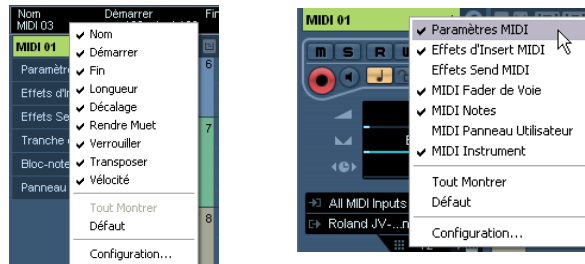 Nom Démarrer Fin
MIDI 03
MIDI 01
Paramètr
Effets d'In
Effets Se
Tranche
Bloc-note
Panneau
✓ Nom
✓ Démarrer
✓ Fin
✓ Longueur
✓ Décalage
✓ Rendre Muet
✓ Verrouiller
✓ Transposer
✓ Vélocité
Tout Montrer
Défaut
Configuration...
6
7
8
MIDI 01
m S R
All MIDI Inputs
Roland JV-...n
✓ Paramètres MIDI
✓ Effets d'Insert MIDI
Effets Send MIDI
✓ MIDI Fader de Voie
✓ MIDI Notes
MIDI Panneau Utilisateur
✓ MIDI Instrument
Tout Montrer
Défaut
Configuration...